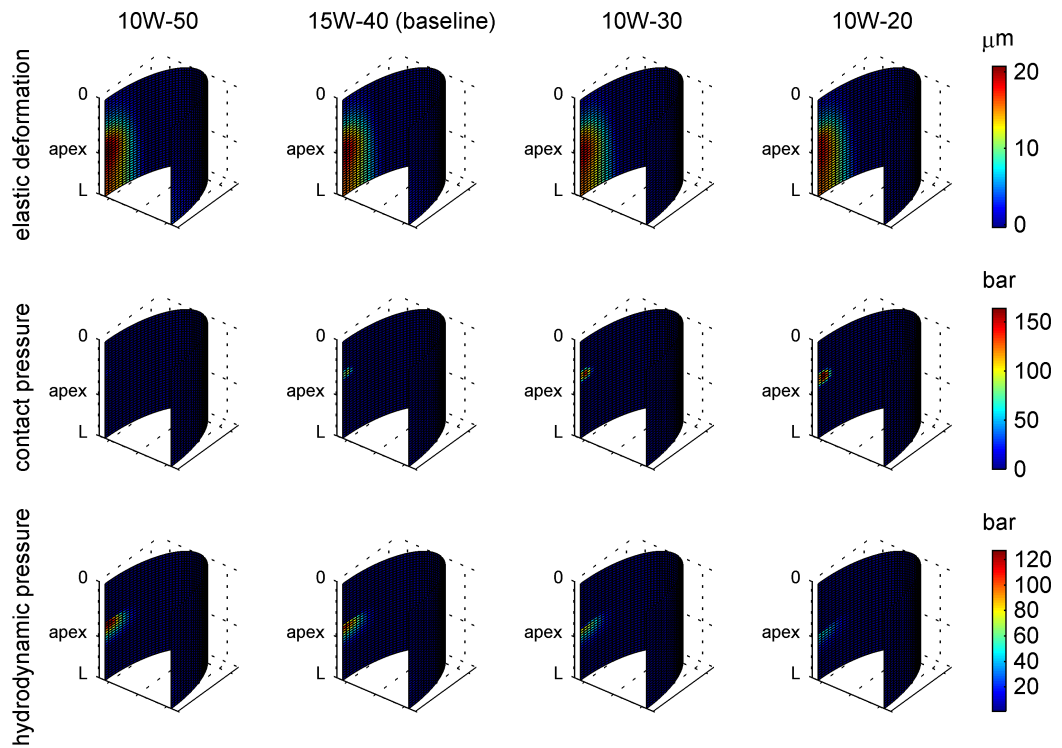 10W-50 15W-40 (baseline) 10W-30 10W-20
elastic deformation
0 apex L
0 apex L
0 apex L
0 apex L
μm
20
10
0
contact pressure
0 apex L
0 apex L
0 apex L
0 apex L
bar
150
100
50
0
hydrodynamic pressure
0 apex L
0 apex L
0 apex L
0 apex L
bar
120
100
80
60
40
20